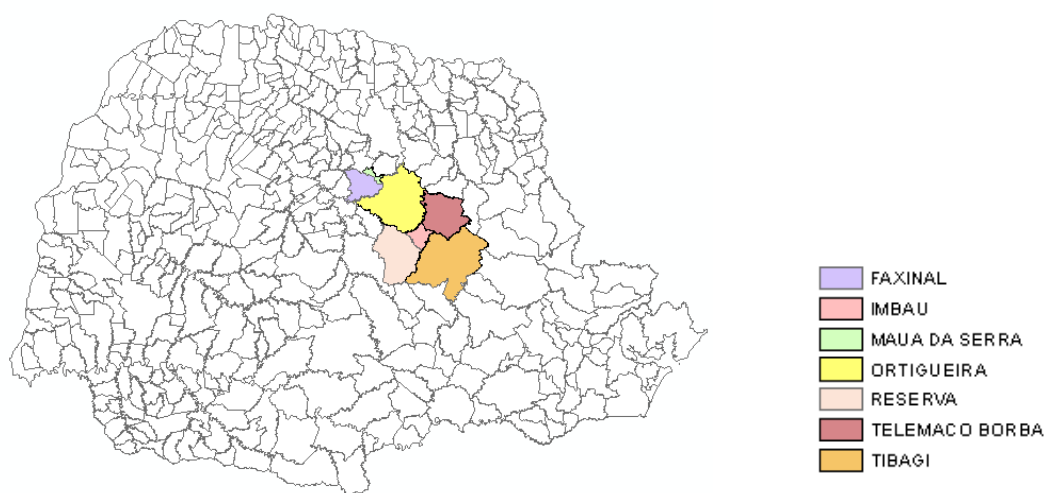 FAXINAL
IMBAU
MAUA DA SERRA
ORTIGUEIRA
RESERVA
TELEMACO BORBA
TIBAGI